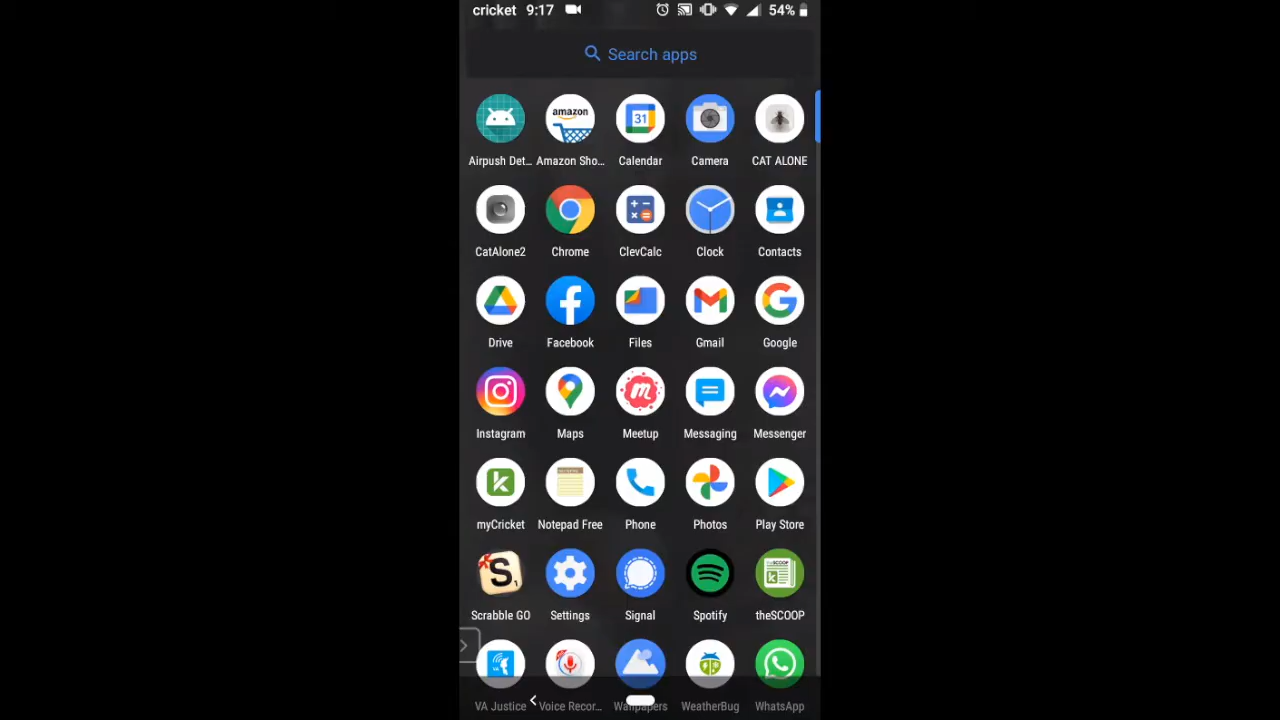 cricket 9:17 54%
Search apps
amazon
31
Airpush Det... Amazon Sho... Calendar Camera CAT ALONE
CatAlone2 Chrome ClevCalc Clock Contacts
Drive Facebook Files Gmail Google
Instagram Maps Meetup Messaging Messenger
myCricket Notepad Free Phone Photos Play Store
Scrabble GO Settings Signal Spotify theSCOOP
VA
VA Justice Voice Recor... Wallpapers WeatherBug WhatsApp